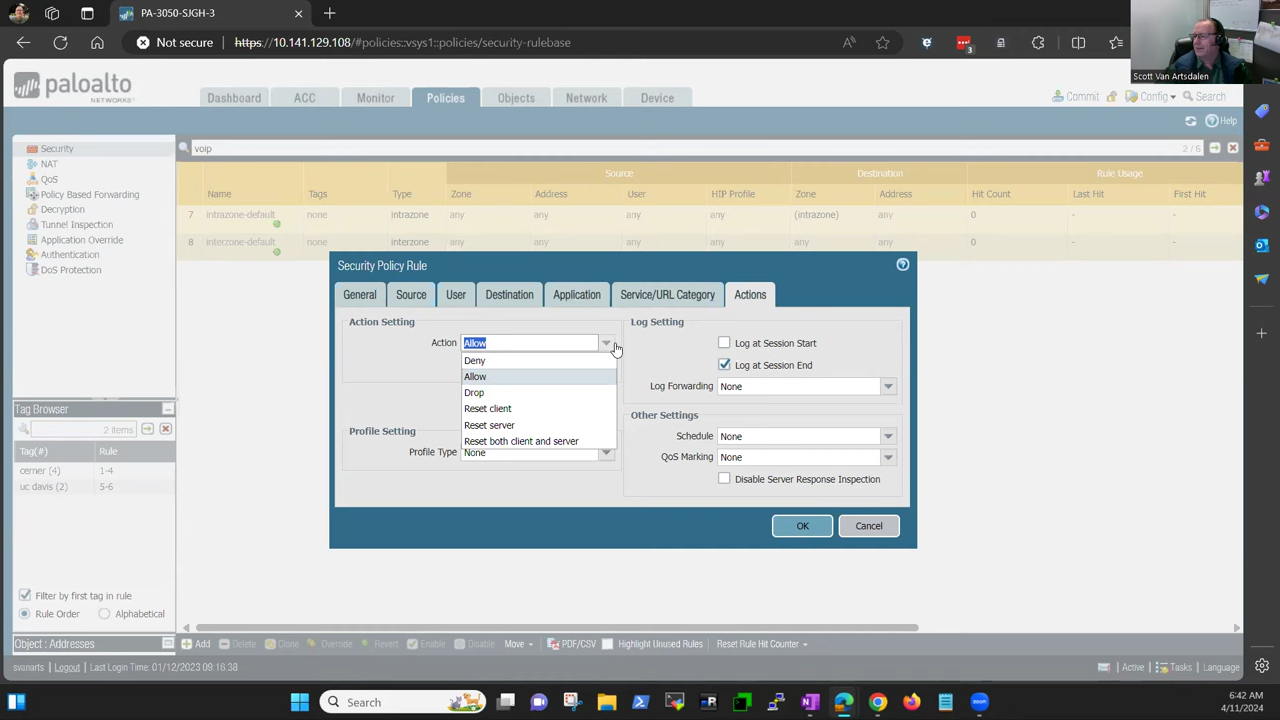 PA-3050-SJGH-3
Not secure
https://10.141.129.108/#policies::vsys1::policies/security-rulebase
3
Scott Van Artsdalen
paloalto
NETWORKS
Dashboard
ACC
Monitor
Policies
Objects
Network
Device
Commit
Config
Search
Help
Security
NAT
QoS
Policy Based Forwarding
Decryption
Tunnel Inspection
Application Override
Authentication
DoS Protection
voip
2 / 6
Source
Destination
Rule Usage
Name Tags Type Zone Address User HIP Profile Zone Address Hit Count Last Hit First Hit
7 intrazone-default none intrazone any any any any (intrazone) any 0 - -
8 interzone-default none interzone any any any any any any 0 - -
Security Policy Rule
General
Source
User
Destination
Application
Service/URL Category
Actions
Action Setting
Action Allow
Deny
Allow
Drop
Reset client
Reset server
Reset both client and server
Profile Setting
Profile Type None
Log Setting
Log at Session Start
Log at Session End
Log Forwarding None
Other Settings
Schedule None
QoS Marking None
Disable Server Response Inspection
OK
Cancel
Tag Browser
2 items
Tag(#) Rule
cerner (4) 1-4
uc davis (2) 5-6
Filter by first tag in rule
Rule Order
Alphabetical
Object : Addresses
Add
Delete
Clone
Override
Revert
Enable
Disable
Move
PDF/CSV
Highlight Unused Rules
Reset Rule Hit Counter
svanarts
Logout
Last Login Time: 01/12/2023 09:16:38
Active
Tasks
Language
Search
6:42 AM
4/11/2024